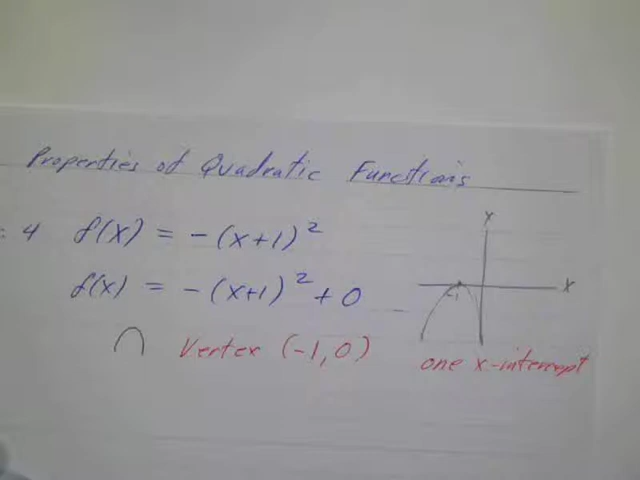 Properties of Quadratic Functions
: 4 f(x) = -(x+1)²
f(x) = -(x+1)² + 0
Vertex (-1,0)
Y
X
-1
one x-intercept